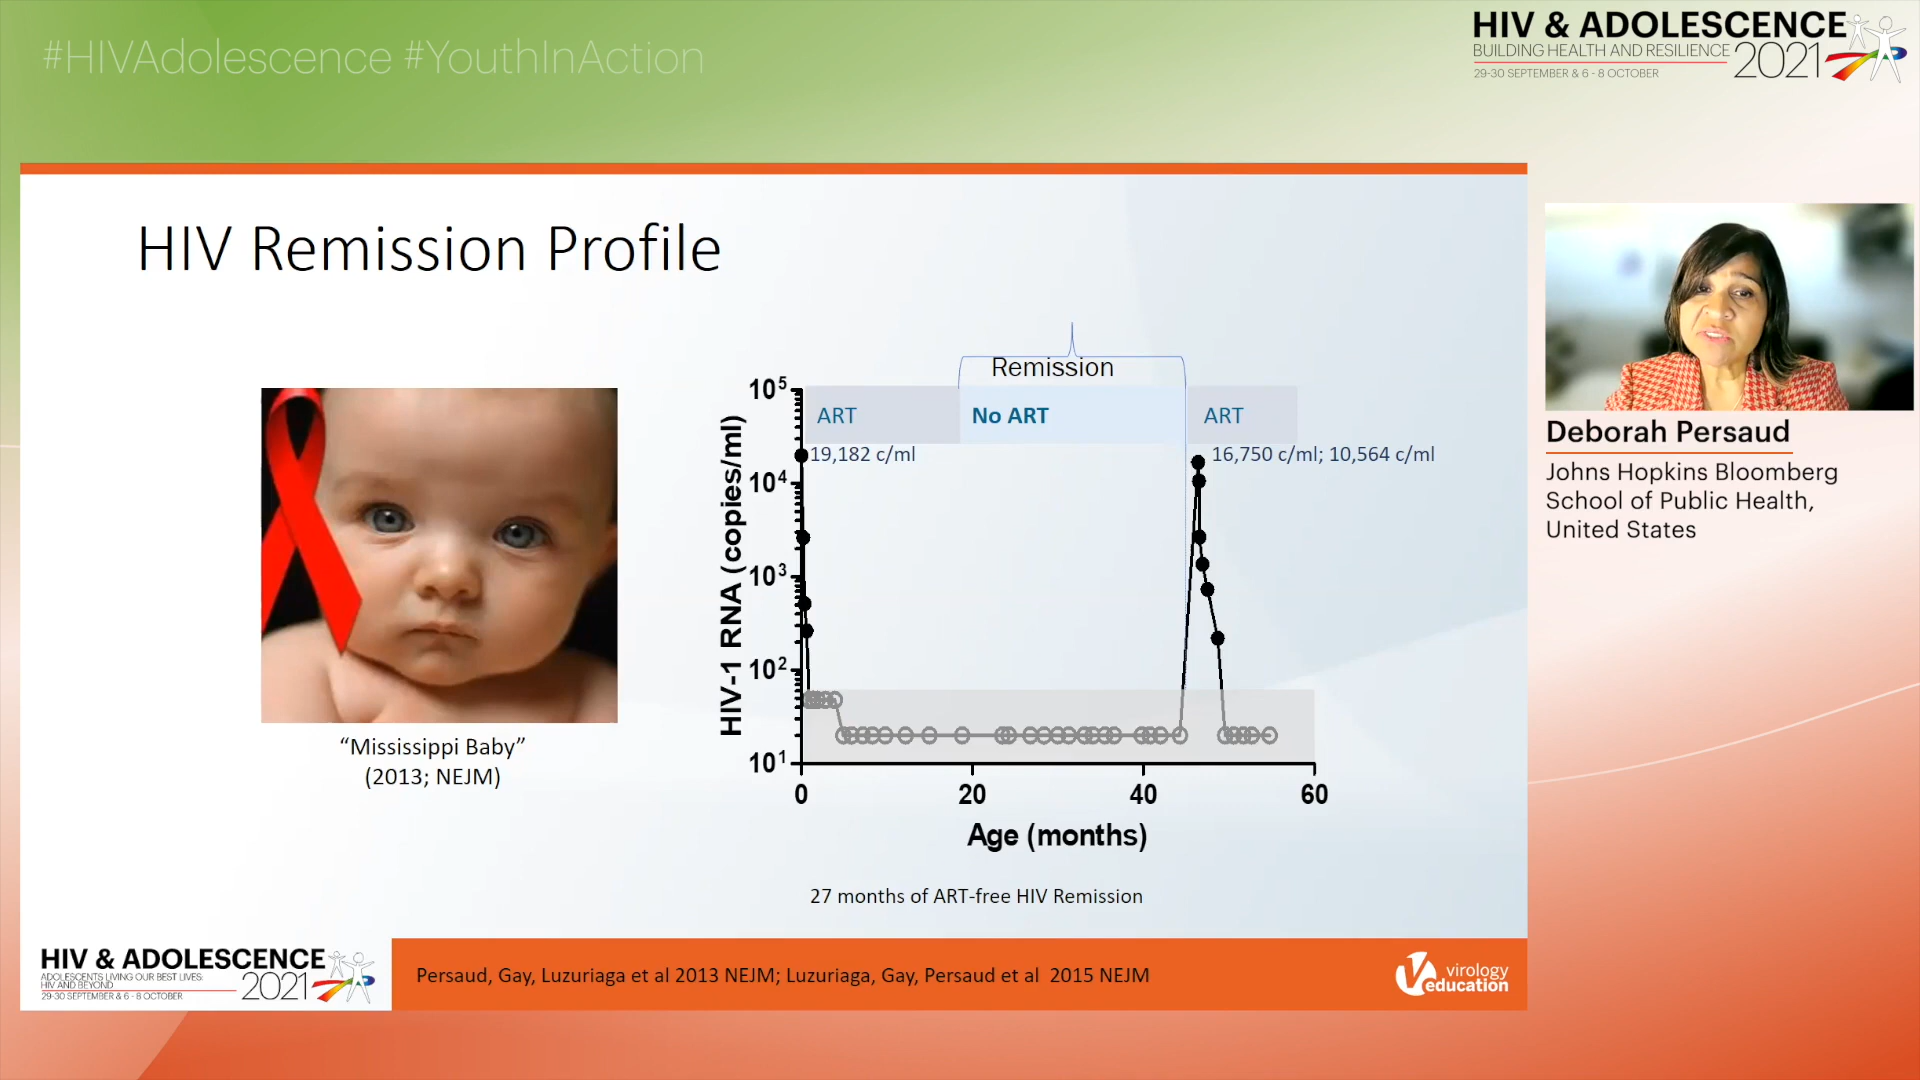 #HIVAdolescence #YouthInAction
HIV & ADOLESCENCE
BUILDING HEALTH AND RESILIENCE
2021
29-30 SEPTEMBER & 6 - 8 OCTOBER
HIV Remission Profile
“Mississippi Baby”
(2013; NEJM)
Remission
ART
No ART
ART
19,182 c/ml
16,750 c/ml; 10,564 c/ml
HIV-1 RNA (copies/ml)
10⁵
10⁴
10³
10²
10¹
0
20
40
60
Age (months)
27 months of ART-free HIV Remission
Deborah Persaud
Johns Hopkins Bloomberg
School of Public Health,
United States
HIV & ADOLESCENCE
ADOLESCENTS LIVING OUR BEST LIVES:
HIV AND BEYOND
2021
29-30 SEPTEMBER & 6 - 8 OCTOBER
Persaud, Gay, Luzuriaga et al 2013 NEJM; Luzuriaga, Gay, Persaud et al 2015 NEJM
virology
education